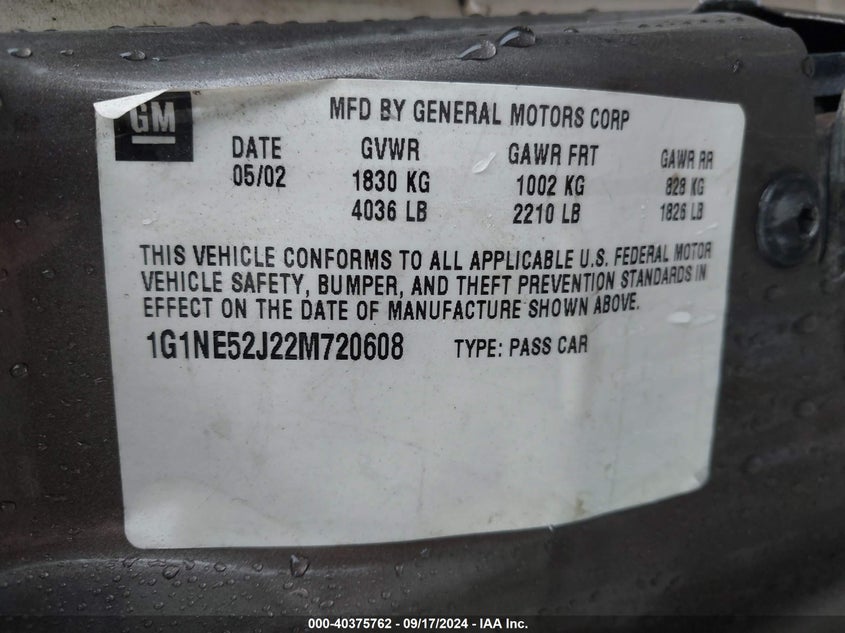 GM
MFD BY GENERAL MOTORS CORP
DATE GVWR GAWR FRT GAWR RR
05/02 1830 KG 1002 KG 828 KG
4036 LB 2210 LB 1826 LB
THIS VEHICLE CONFORMS TO ALL APPLICABLE U.S. FEDERAL MOTOR
VEHICLE SAFETY, BUMPER, AND THEFT PREVENTION STANDARDS IN
EFFECT ON THE DATE OF MANUFACTURE SHOWN ABOVE.
1G1NE52J22M720608 TYPE: PASS CAR
000-40375762 - 09/17/2024 - IAA Inc.